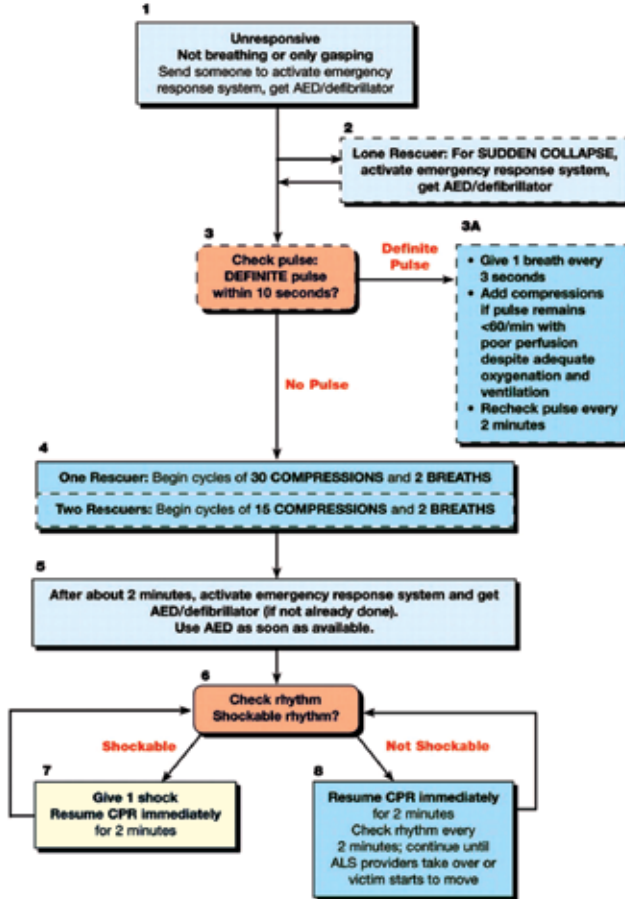 1
Unresponsive
Not breathing or only gasping
Send someone to activate emergency
response system, get AED/defibrillator
2
Lone Rescuer: For SUDDEN COLLAPSE,
activate emergency response system,
get AED/defibrillator
3
Check pulse:
DEFINITE pulse
within 10 seconds?
Definite
Pulse
3A
• Give 1 breath every
3 seconds
• Add compressions
if pulse remains
<60/min with
poor perfusion
despite adequate
oxygenation and
ventilation
• Recheck pulse every
2 minutes
No Pulse
4
One Rescuer: Begin cycles of 30 COMPRESSIONS and 2 BREATHS
Two Rescuers: Begin cycles of 15 COMPRESSIONS and 2 BREATHS
5
After about 2 minutes, activate emergency response system and get
AED/defibrillator (if not already done).
Use AED as soon as available.
6
Check rhythm
Shockable rhythm?
Shockable
Not Shockable
7
Give 1 shock
Resume CPR immediately
for 2 minutes
8
Resume CPR immediately
for 2 minutes
Check rhythm every
2 minutes; continue until
ALS providers take over or
victim starts to move